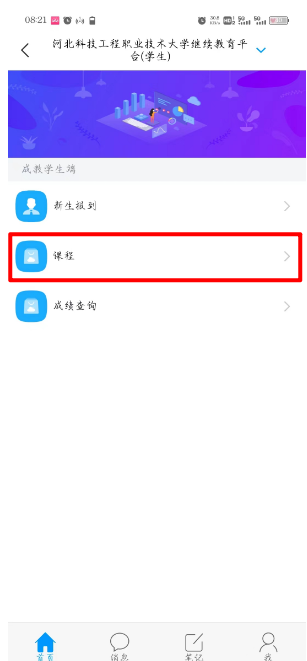 08:21
河北科技工程职业技术大学继续教育平
台(学生)
成教学生端
新生报到
课程
成绩查询
首页
消息
笔记
我